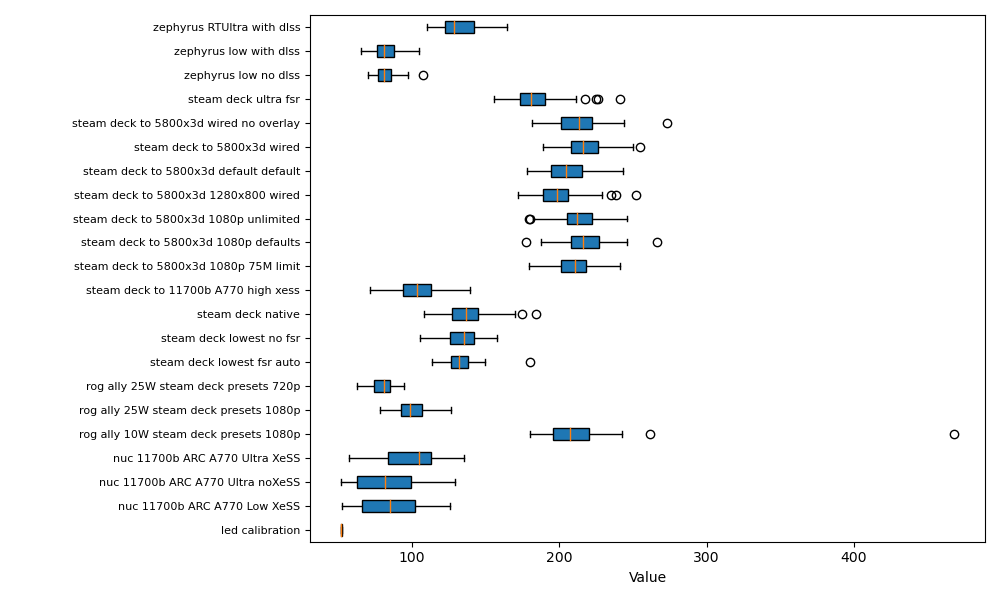 zephyrus RTUltra with dlss
zephyrus low with dlss
zephyrus low no dlss
steam deck ultra fsr
steam deck to 5800x3d wired no overlay
steam deck to 5800x3d wired
steam deck to 5800x3d default default
steam deck to 5800x3d 1280x800 wired
steam deck to 5800x3d 1080p unlimited
steam deck to 5800x3d 1080p defaults
steam deck to 5800x3d 1080p 75M limit
steam deck to 11700b A770 high xess
steam deck native
steam deck lowest no fsr
steam deck lowest fsr auto
rog ally 25W steam deck presets 720p
rog ally 25W steam deck presets 1080p
rog ally 10W steam deck presets 1080p
nuc 11700b ARC A770 Ultra XeSS
nuc 11700b ARC A770 Ultra noXeSS
nuc 11700b ARC A770 Low XeSS
led calibration
100 200 300 400
Value